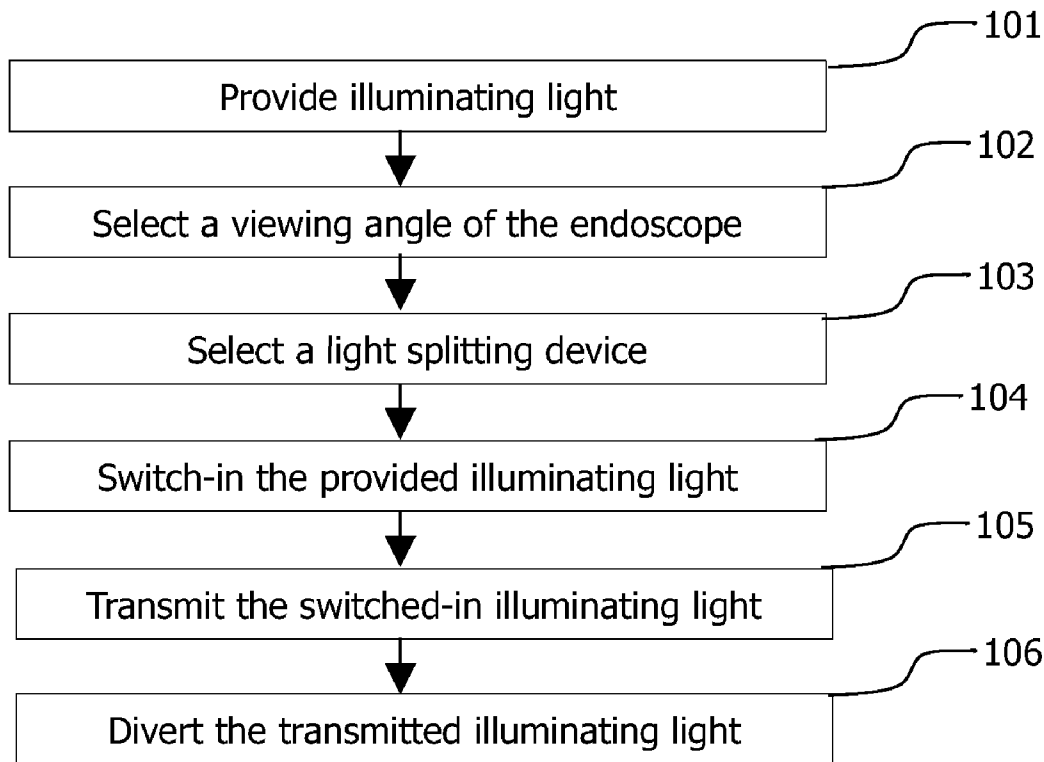 101
Provide illuminating light
102
Select a viewing angle of the endoscope
103
Select a light splitting device
104
Switch-in the provided illuminating light
105
Transmit the switched-in illuminating light
106
Divert the transmitted illuminating light